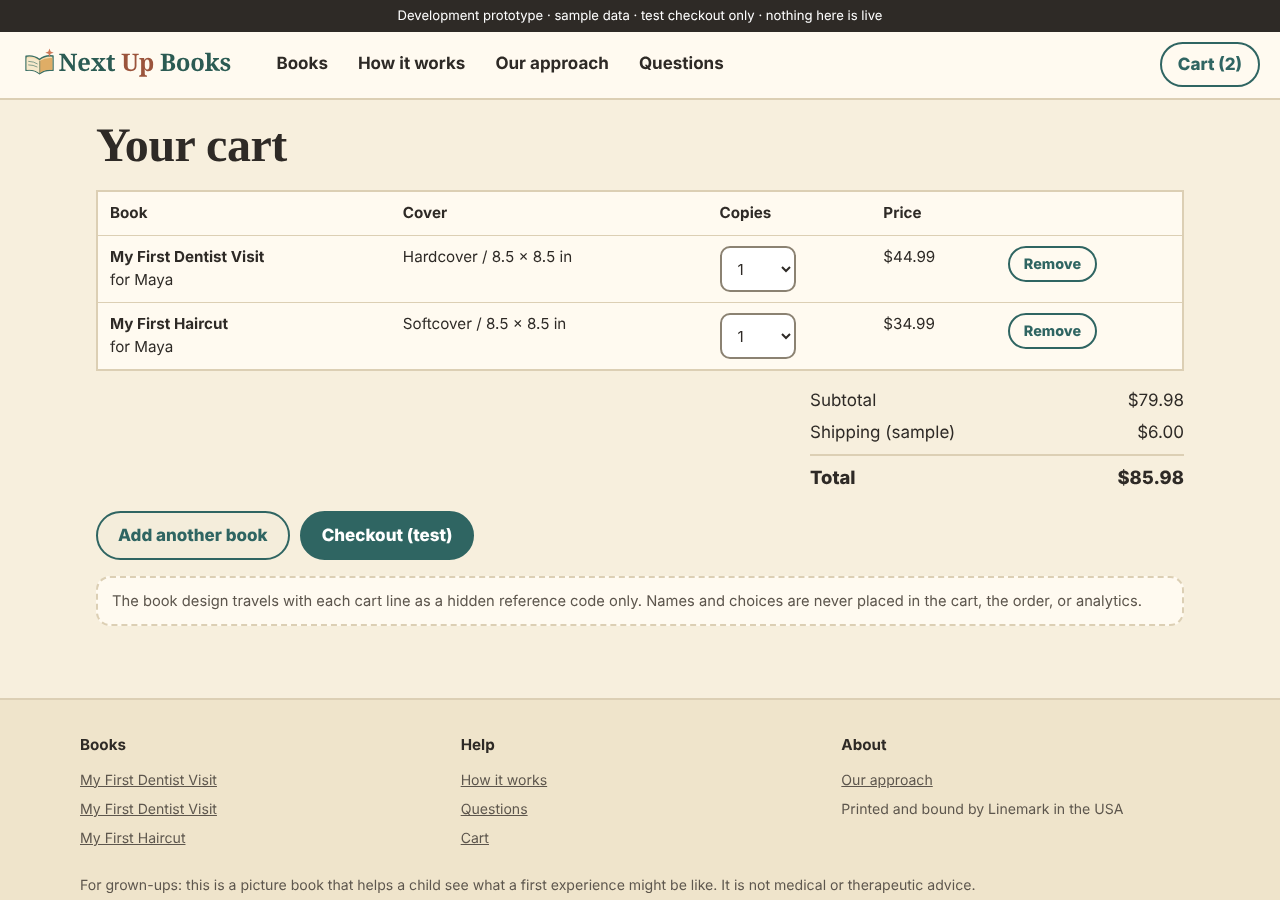 Development prototype · sample data · test checkout only · nothing here is live
Next Up Books
Books How it works Our approach Questions
Cart (2)
Your cart
Book Cover Copies Price
My First Dentist Visit Hardcover / 8.5 × 8.5 in 1 $44.99 Remove
for Maya
My First Haircut Softcover / 8.5 × 8.5 in 1 $34.99 Remove
for Maya
Subtotal $79.98
Shipping (sample) $6.00
Total $85.98
Add another book Checkout (test)
The book design travels with each cart line as a hidden reference code only. Names and choices are never placed in the cart, the order, or analytics.
Books
My First Dentist Visit
My First Dentist Visit
My First Haircut
Help
How it works
Questions
Cart
About
Our approach
Printed and bound by Linemark in the USA
For grown-ups: this is a picture book that helps a child see what a first experience might be like. It is not medical or therapeutic advice.